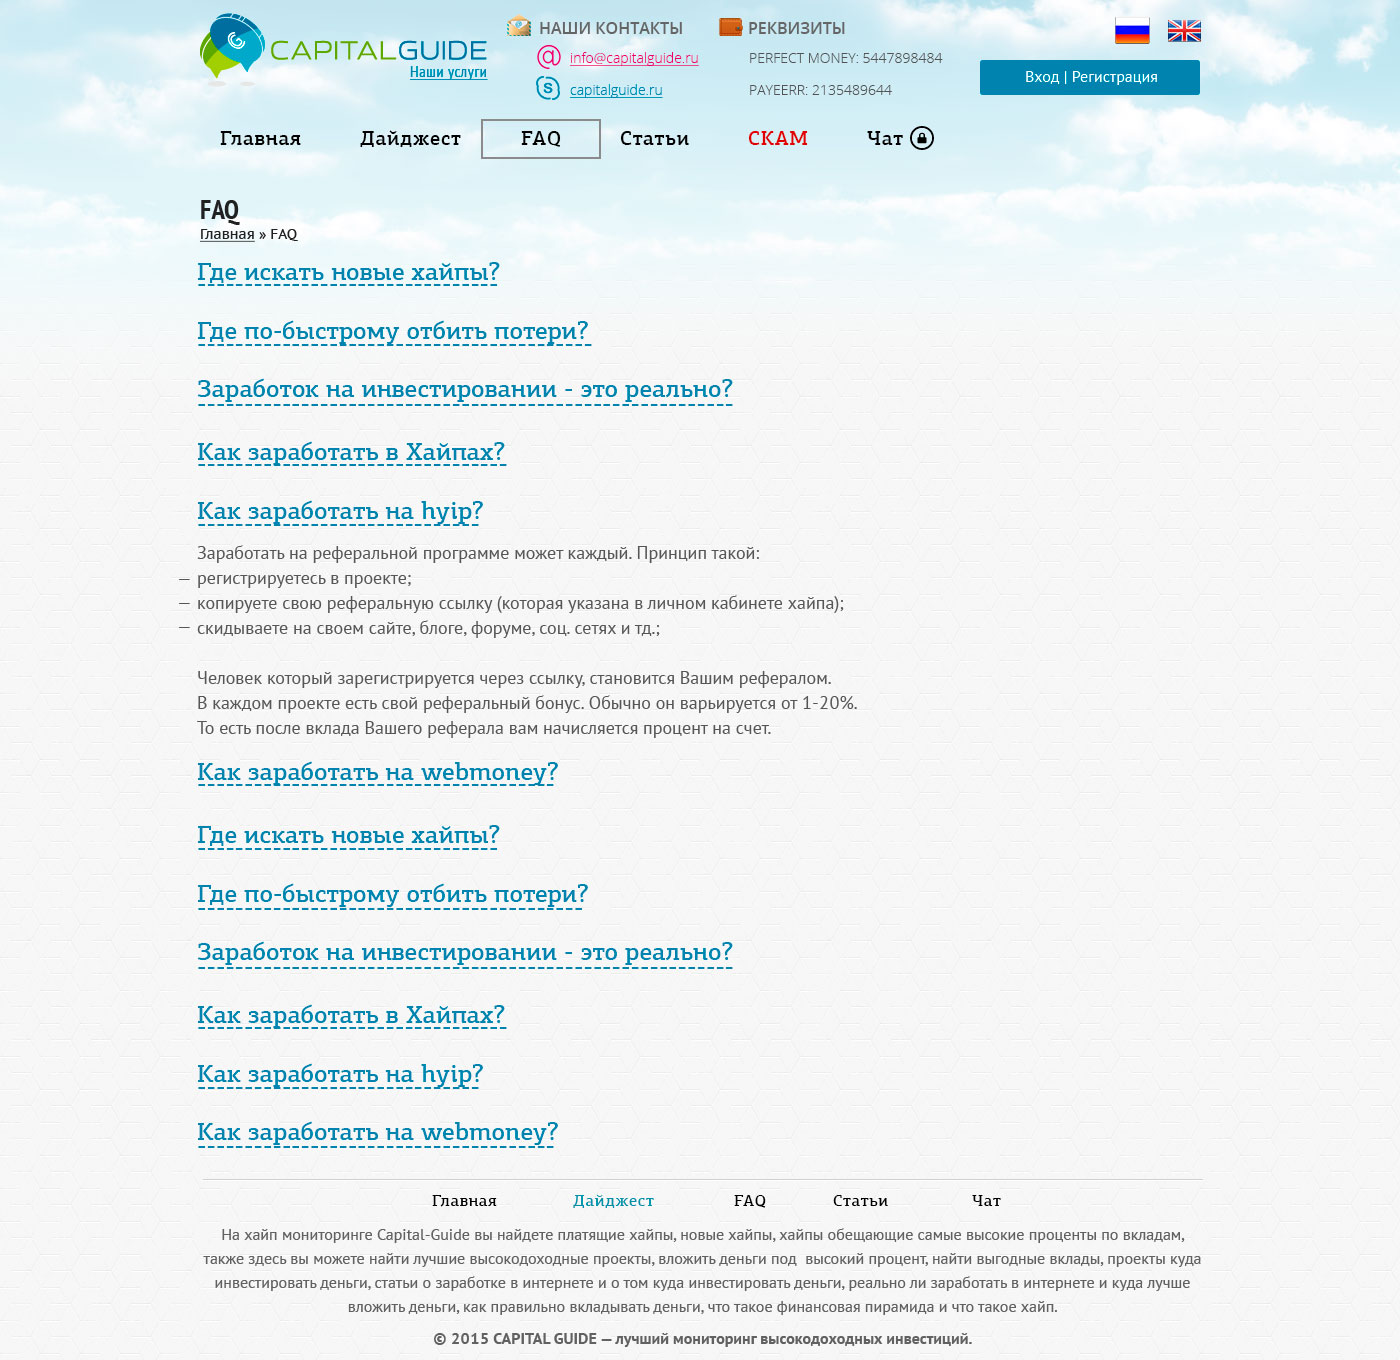 CAPITALGUIDE
Наши услуги
НАШИ КОНТАКТЫ
info@capitalguide.ru
capitalguide.ru
РЕКВИЗИТЫ
PERFECT MONEY: 5447898484
PAYEERR: 2135489644
Вход | Регистрация
Главная Дайджест FAQ Статьи СКАМ Чат
FAQ
Главная » FAQ
Где искать новые хайпы?
Где по-быстрому отбить потери?
Заработок на инвестировании - это реально?
Как заработать в Хайпах?
Как заработать на hyip?
Заработать на реферальной программе может каждый. Принцип такой:
— регистрируетесь в проекте;
— копируете свою реферальную ссылку (которая указана в личном кабинете хайпа);
— скидываете на своем сайте, блоге, форуме, соц. сетях и тд.;
Человек который зарегистрируется через ссылку, становится Вашим рефералом.
В каждом проекте есть свой реферальный бонус. Обычно он варьируется от 1-20%.
То есть после вклада Вашего реферала вам начисляется процент на счет.
Как заработать на webmoney?
Где искать новые хайпы?
Где по-быстрому отбить потери?
Заработок на инвестировании - это реально?
Как заработать в Хайпах?
Как заработать на hyip?
Как заработать на webmoney?
Главная Дайджест FAQ Статьи Чат
На хайп мониторинге Capital-Guide вы найдете платящие хайпы, новые хайпы, хайпы обещающие самые высокие проценты по вкладам,
также здесь вы можете найти лучшие высокодоходные проекты, вложить деньги под высокий процент, найти выгодные вклады, проекты куда
инвестировать деньги, статьи о заработке в интернете и о том куда инвестировать деньги, реально ли заработать в интернете и куда лучше
вложить деньги, как правильно вкладывать деньги, что такое финансовая пирамида и что такое хайп.
© 2015 CAPITAL GUIDE — лучший мониторинг высокодоходных инвестиций.